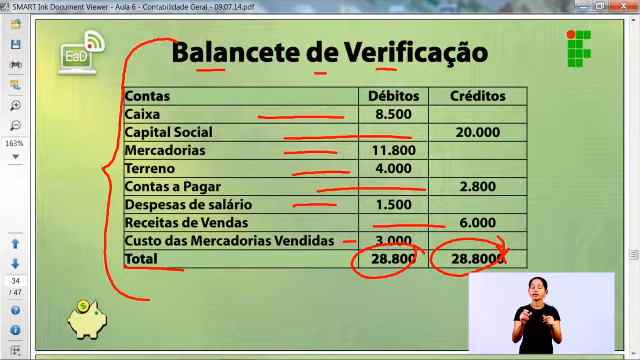 SMART Ink Document Viewer - Aula 6 - Contabilidade Geral - 09.07.14.pdf
EaD
Balancete de Verificação
Contas Débitos Créditos
Caixa 8.500
Capital Social 20.000
Mercadorias 11.800
Terreno 4.000
Contas a Pagar 2.800
Despesas de salário 1.500
Receitas de Vendas 6.000
Custo das Mercadorias Vendidas 3.000
Total 28.800 28.8000
163%
34
/ 47